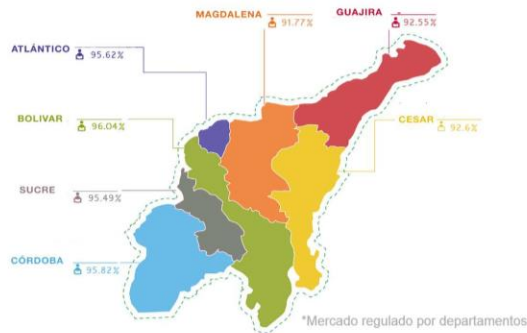 MAGDALENA
91.77%
GUAJIRA
92.55%
ATLÁNTICO
95.62%
BOLIVAR
96.04%
CESAR
92.6%
SUCRE
95.49%
CÓRDOBA
95.82%
*Mercado regulado por departamentos